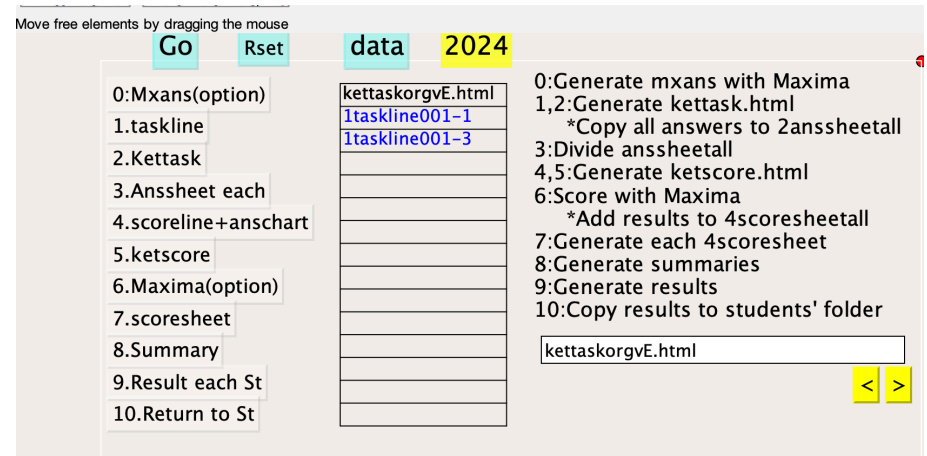 Move free elements by dragging the mouse
Go Rset data 2024
0:Mxans(option)
1.taskline
2.Kettask
3.Anssheet each
4.scoreline+anschart
5.ketscore
6.Maxima(option)
7.scoresheet
8.Summary
9.Result each St
10.Return to St
kettaskorgvE.html
1taskline001-1
1taskline001-3
0:Generate mxans with Maxima
1,2:Generate kettask.html
*Copy all answers to 2anssheetall
3:Divide anssheetall
4,5:Generate ketscore.html
6:Score with Maxima
*Add results to 4scoresheetall
7:Generate each 4scoresheet
8:Generate summaries
9:Generate results
10:Copy results to students' folder
kettaskorgvE.html
< >